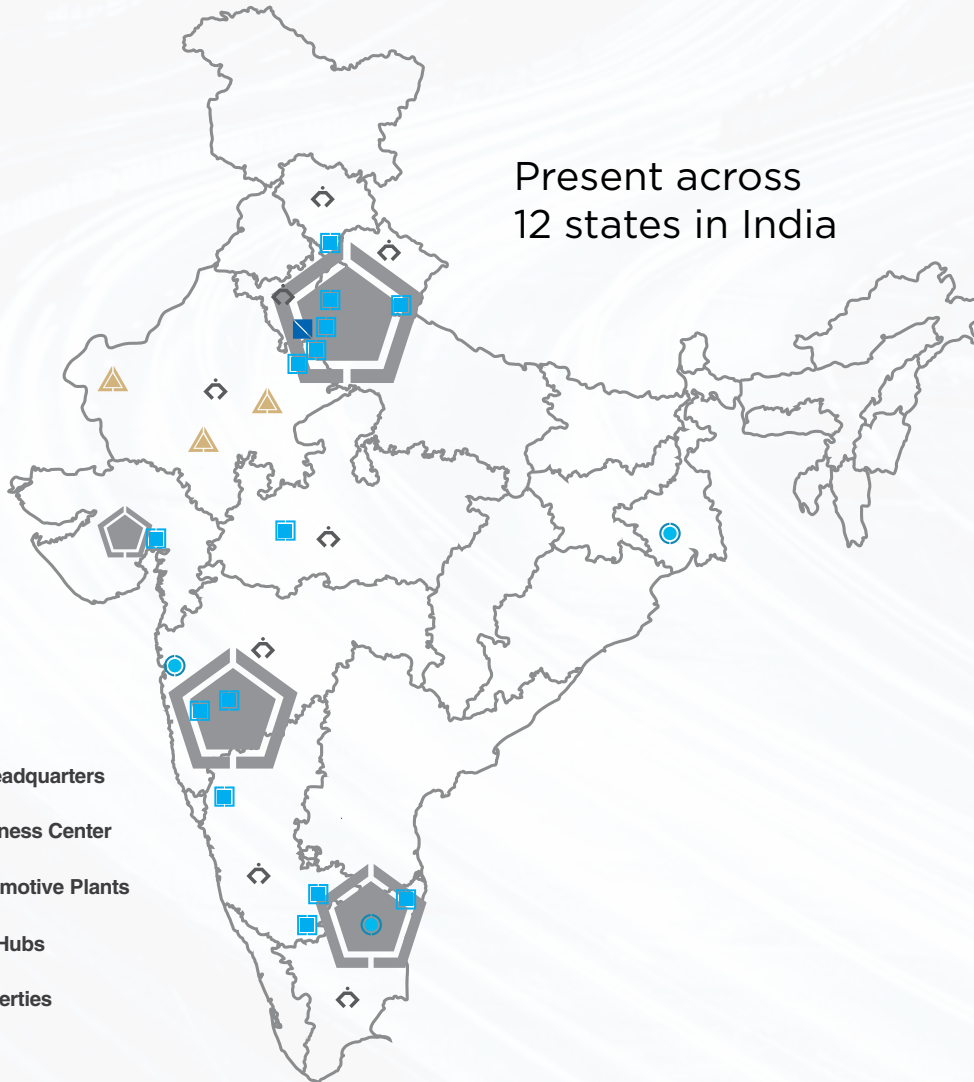 Present across
12 states in India
eadquarters
ness Center
motive Plants
Hubs
erties